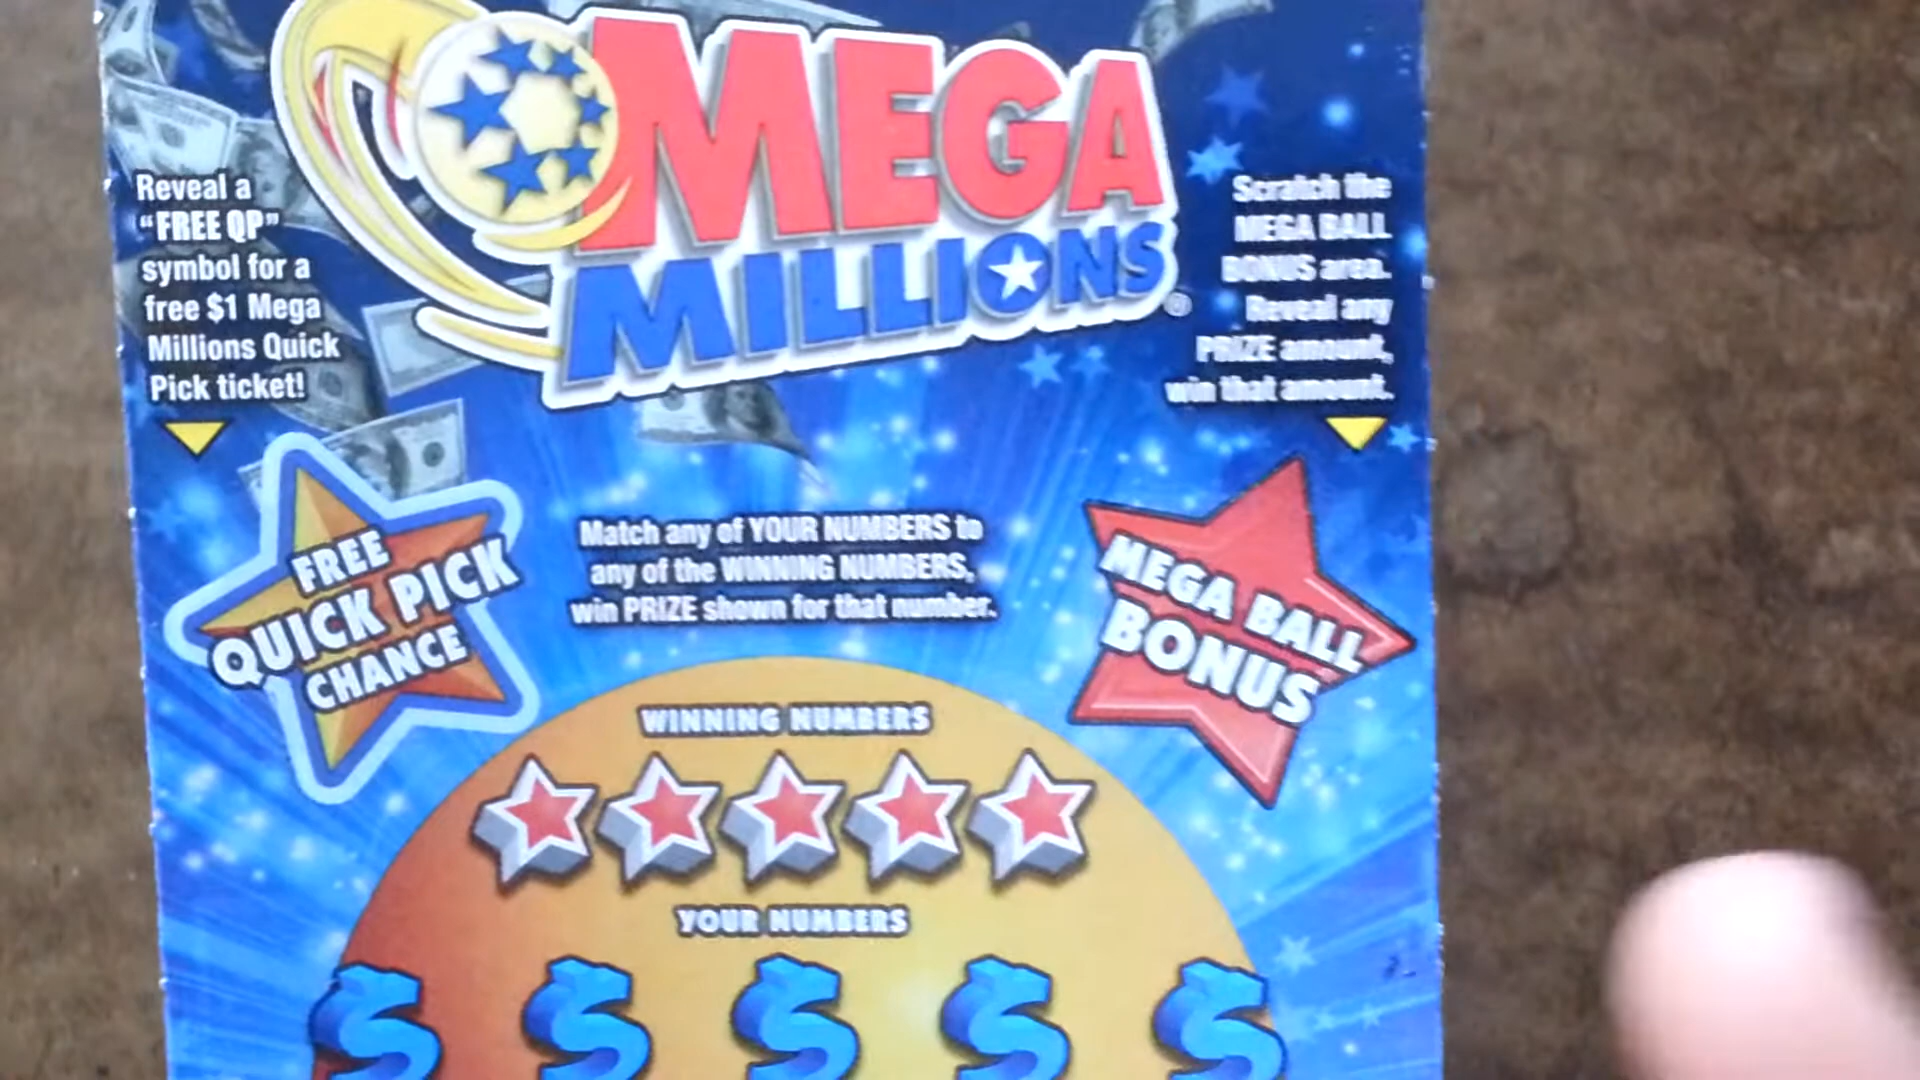 MEGA
MILLIONS®
Reveal a
"FREE QP"
symbol for a
free $1 Mega
Millions Quick
Pick ticket!
Scratch the
MEGA BALL
BONUS area.
Reveal any
PRIZE amount,
win that amount.
FREE
QUICK PICK
CHANCE
Match any of YOUR NUMBERS to
any of the WINNING NUMBERS,
win PRIZE shown for that number.
MEGA BALL
BONUS
WINNING NUMBERS
YOUR NUMBERS
$ $ $ $ $